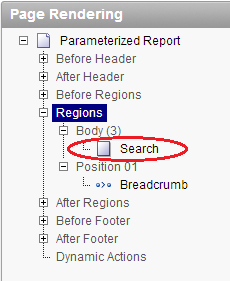 Page Rendering
Parameterized Report
Before Header
After Header
Before Regions
Regions
Body (3)
Search
Position 01
Breadcrumb
After Regions
Before Footer
After Footer
Dynamic Actions